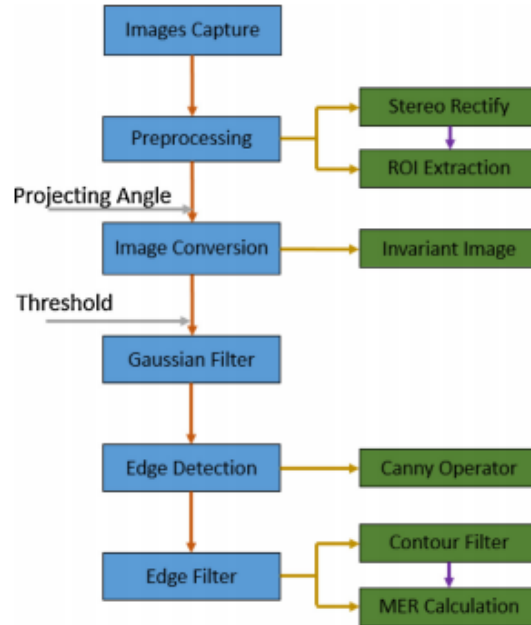 Images Capture
Stereo Rectify
Preprocessing
ROI Extraction
Projecting Angle
Image Conversion
Invariant Image
Threshold
Gaussian Filter
Edge Detection
Canny Operator
Contour Filter
Edge Filter
MER Calculation